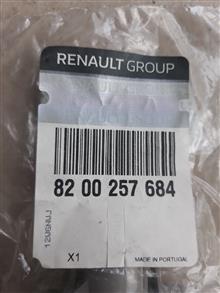 RENAULT GROUP
82 00 257 684
X1
MADE IN PORTUGAL